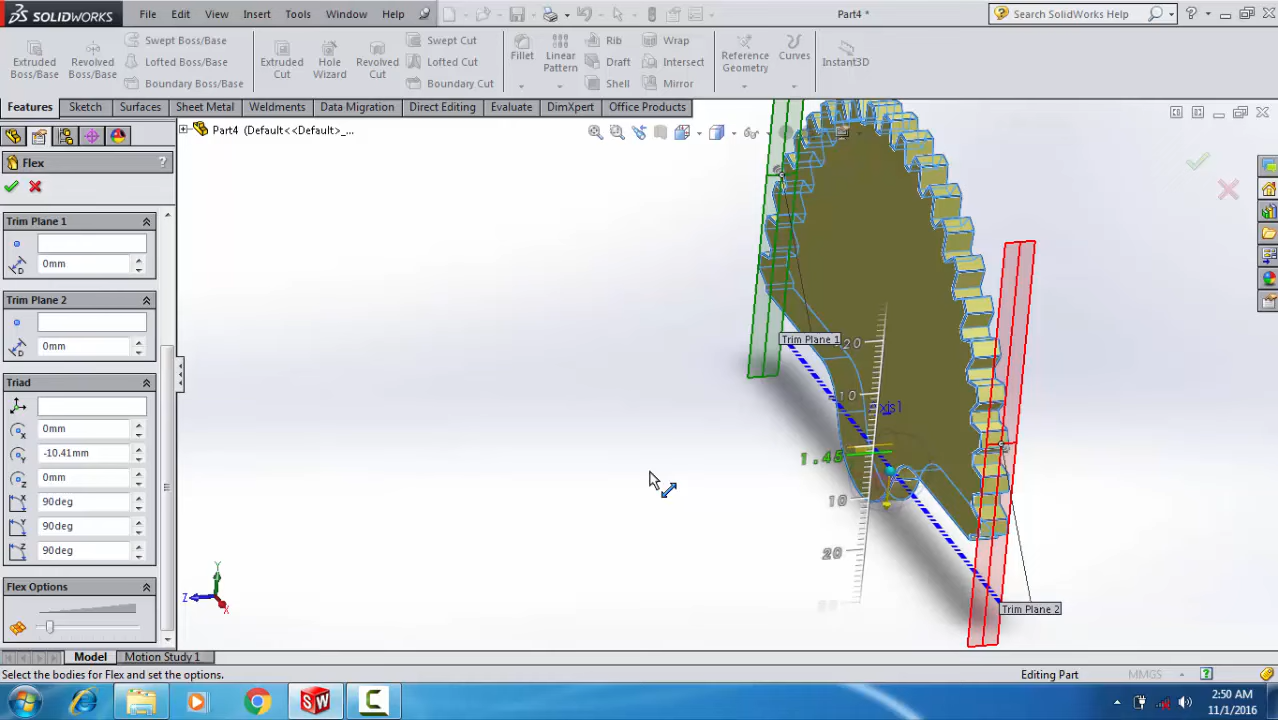 SOLIDWORKS
File Edit View Insert Tools Window Help
Part4 *
Search SolidWorks Help
Extruded Boss/Base
Revolved Boss/Base
Swept Boss/Base
Lofted Boss/Base
Boundary Boss/Base
Extruded Cut
Hole Wizard
Revolved Cut
Swept Cut
Lofted Cut
Boundary Cut
Fillet
Linear Pattern
Rib
Draft
Shell
Wrap
Intersect
Mirror
Reference Geometry
Curves
Instant3D
Features Sketch Surfaces Sheet Metal Weldments Data Migration Direct Editing Evaluate DimXpert Office Products
Part4 (Default<<Default>_...
Flex
?
Trim Plane 1
0mm
Trim Plane 2
0mm
Triad
0mm
-10.41mm
0mm
90deg
90deg
90deg
Flex Options
Trim Plane 1
20
10
1.45
10
20
Trim Plane 2
Y
Z
X
Model Motion Study 1
Select the bodies for Flex and set the options.
Editing Part
MMGS
2:50 AM
11/1/2016